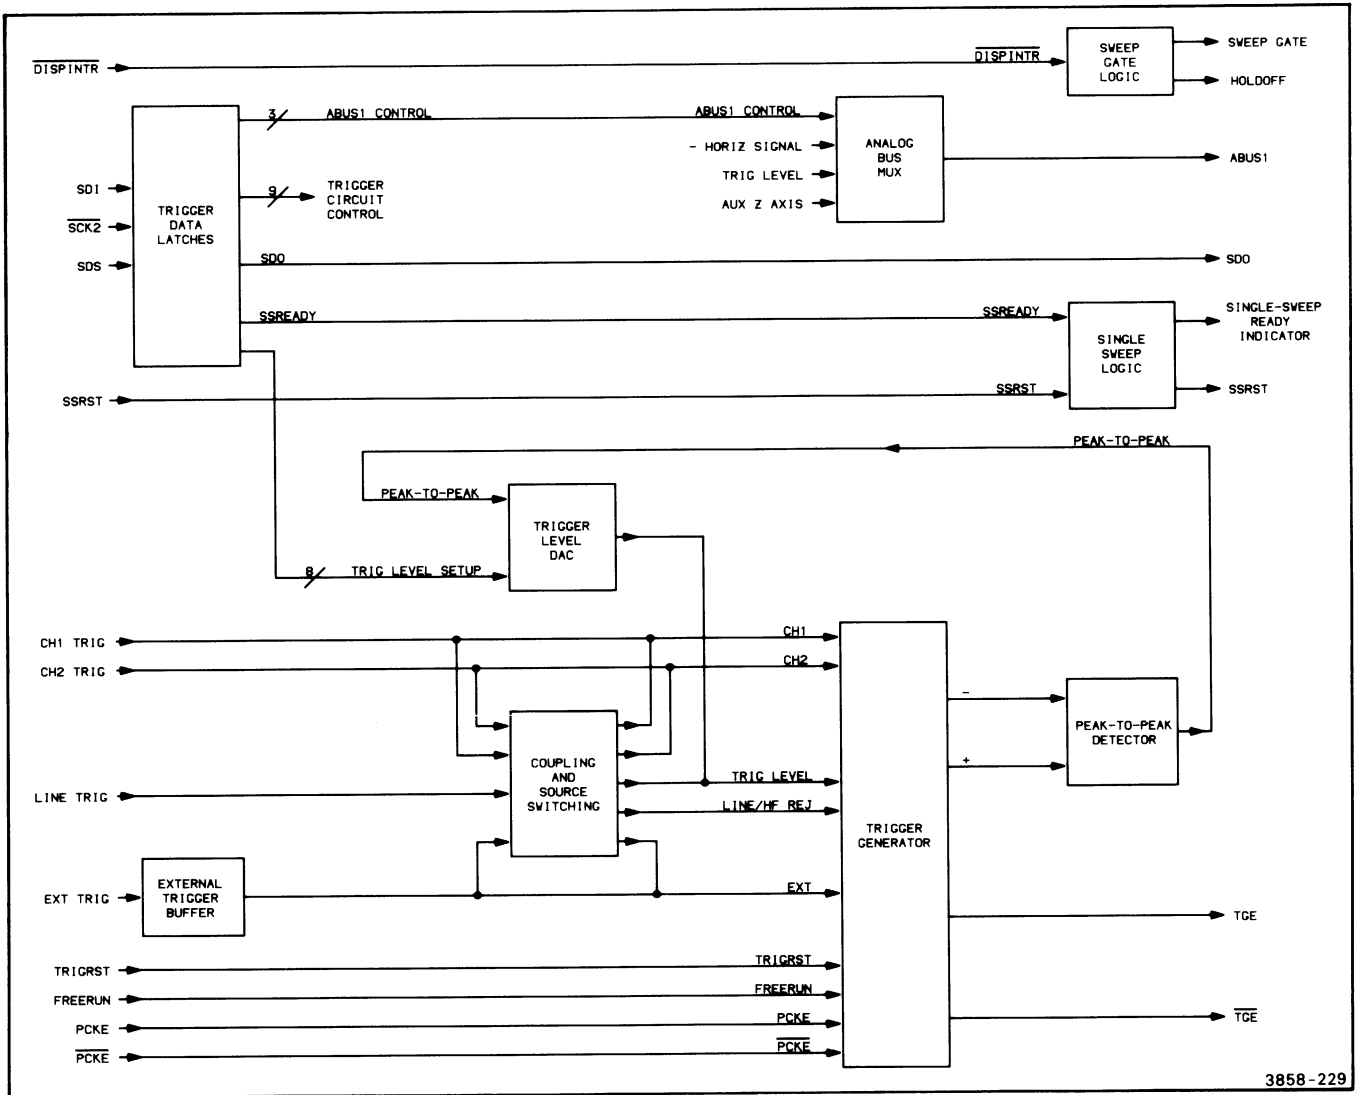 DISPINTR
DISPINTR
SWEEP
GATE
LOGIC
SWEEP GATE
HOLDOFF
3
ABUS1 CONTROL
ABUS1 CONTROL
- HORIZ SIGNAL
TRIG LEVEL
AUX Z AXIS
ANALOG
BUS
MUX
ABUS1
SDI
SCK2
SDS
TRIGGER
DATA
LATCHES
9
TRIGGER
CIRCUIT
CONTROL
SDO
SDO
SSREADY
SSREADY
SINGLE
SWEEP
LOGIC
SINGLE-SWEEP
READY
INDICATOR
SSRST
SSRST
SSRST
PEAK-TO-PEAK
PEAK-TO-PEAK
TRIGGER
LEVEL
DAC
8
TRIG LEVEL SETUP
CH1 TRIG
CH1
CH2 TRIG
CH2
COUPLING
AND
SOURCE
SWITCHING
-
+
PEAK-TO-PEAK
DETECTOR
LINE TRIG
TRIG LEVEL
LINE/HF REJ
TRIGGER
GENERATOR
EXT TRIG
EXTERNAL
TRIGGER
BUFFER
EXT
TGE
TRIGRST
TRIGRST
FREERUN
FREERUN
PCKE
PCKE
TGE
PCKE
PCKE
3858-229